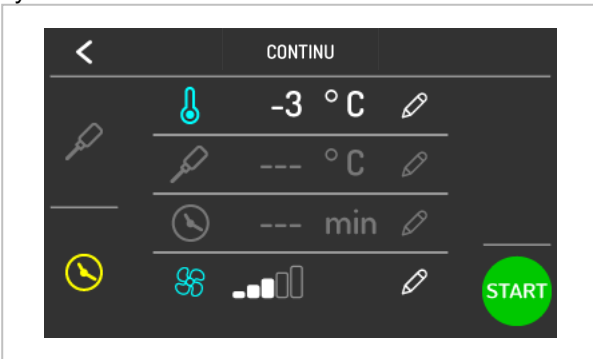 CONTINU
-3 °C
--- °C
--- min
START